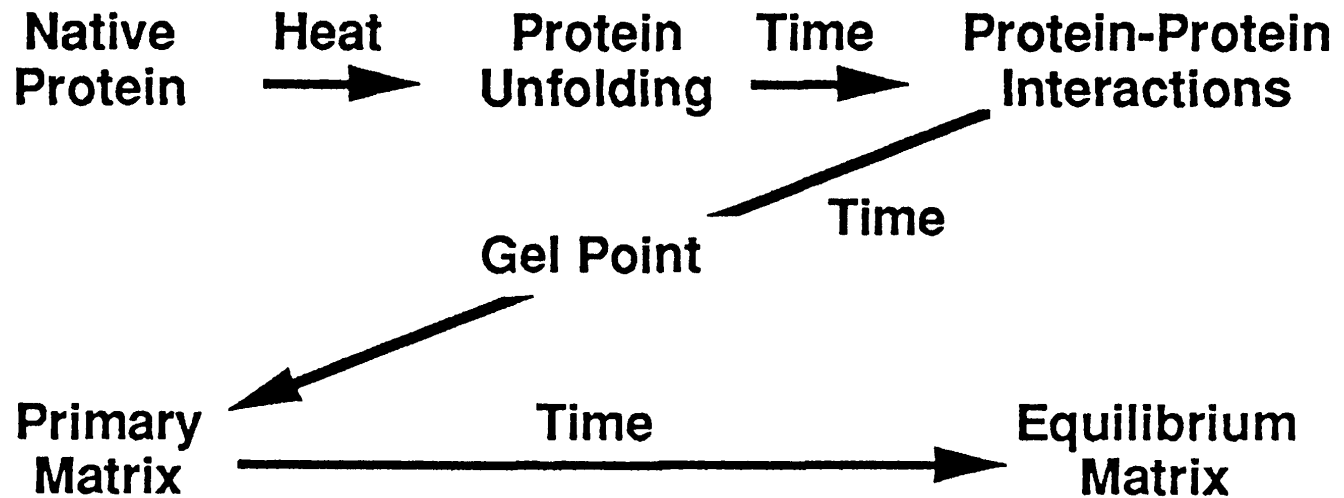 Native Protein
Heat
Protein Unfolding
Time
Protein-Protein Interactions
Time
Gel Point
Primary Matrix
Time
Equilibrium Matrix